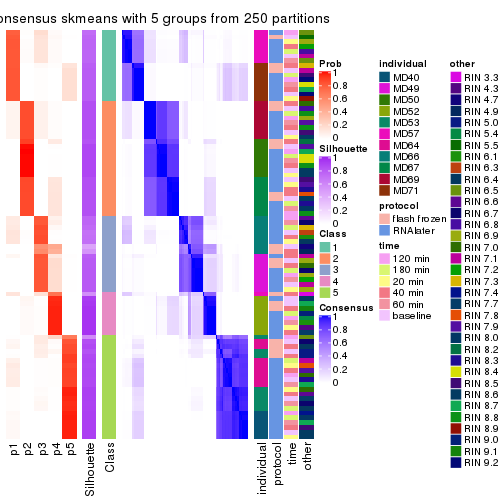 onsensus skmeans with 5 groups from 250 partitions
p1
p2
p3
p4
p5
Silhouette
Class
individual
protocol
time
other
Prob
1
0.8
0.6
0.4
0.2
0
Silhouette
1
0.8
0.6
0.4
0.2
0
Class
1
2
3
4
5
Consensus
1
0.8
0.6
0.4
0.2
0
individual
MD40
MD49
MD50
MD52
MD53
MD57
MD64
MD66
MD67
MD69
MD71
protocol
flash frozen
RNAlater
time
120 min
180 min
20 min
40 min
60 min
baseline
other
RIN 3.3
RIN 4.3
RIN 4.7
RIN 4.9
RIN 5.0
RIN 5.4
RIN 5.5
RIN 6.1
RIN 6.3
RIN 6.4
RIN 6.5
RIN 6.6
RIN 6.7
RIN 6.8
RIN 6.9
RIN 7.0
RIN 7.1
RIN 7.2
RIN 7.3
RIN 7.4
RIN 7.7
RIN 7.8
RIN 7.9
RIN 8.0
RIN 8.2
RIN 8.3
RIN 8.4
RIN 8.5
RIN 8.6
RIN 8.7
RIN 8.8
RIN 8.9
RIN 9.0
RIN 9.1
RIN 9.2